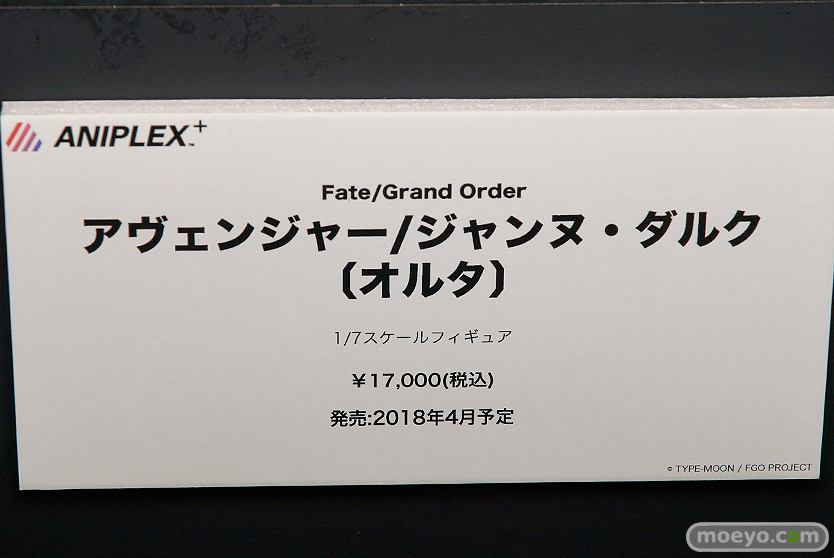 ANIPLEX+™
Fate/Grand Order
アヴェンジャー/ジャンヌ・ダルク
〔オルタ〕
1/7スケールフィギュア
￥17,000(税込)
発売:2018年4月予定
© TYPE-MOON / FGO PROJECT
moeyo.com